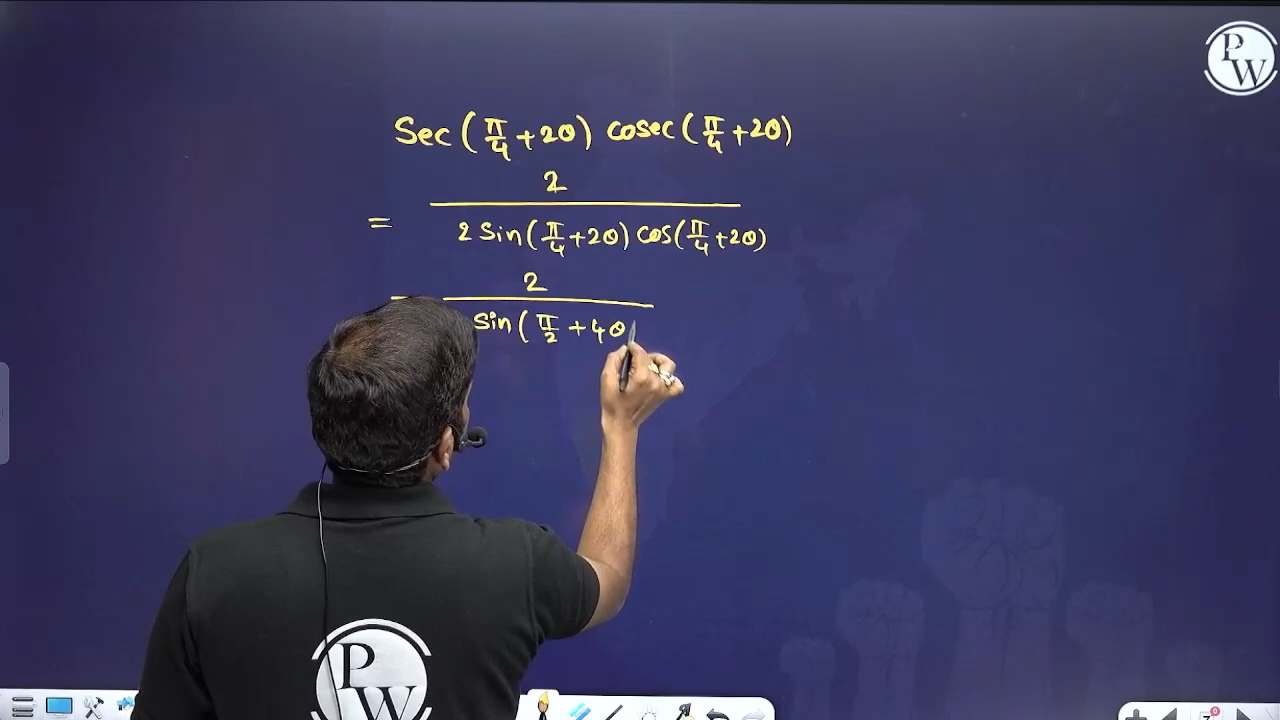 PW
Sec(π/4+2θ) cosec(π/4+2θ)
= 2/(2 Sin(π/4+2θ) cos(π/4+2θ))
= 2/(Sin(π/2+4θ
PW